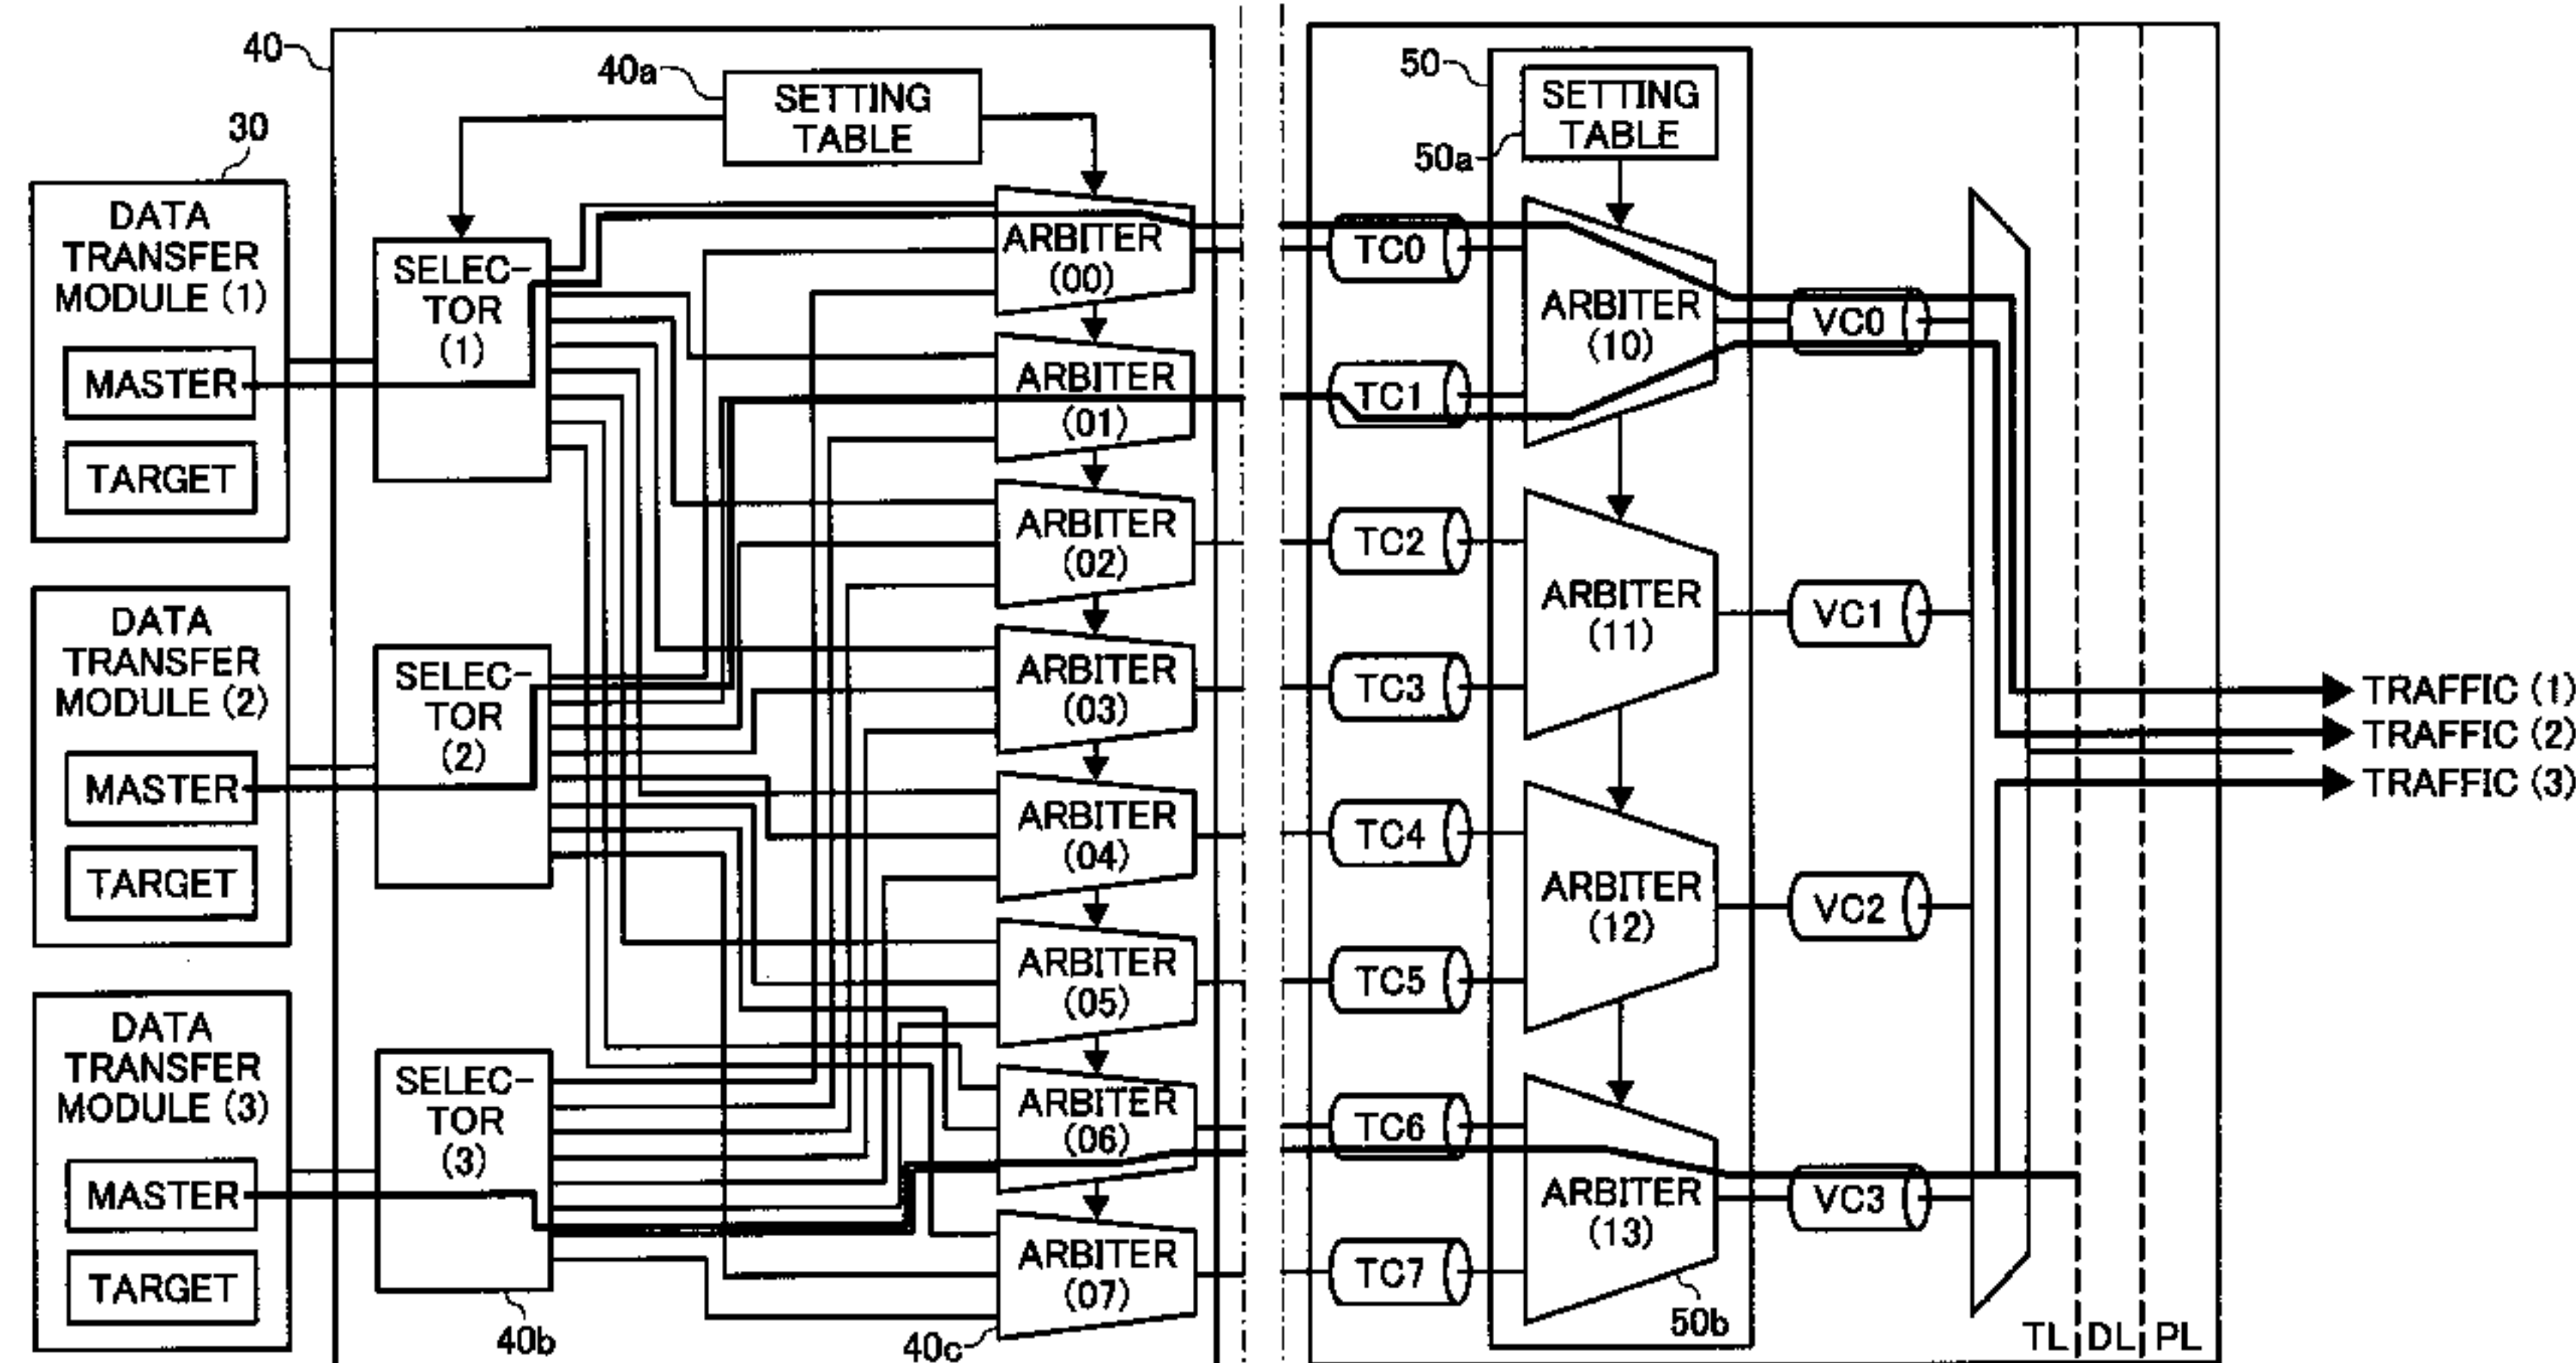 40
40a
SETTING
TABLE
30
DATA
TRANSFER
MODULE (1)
MASTER
TARGET
SELEC-
TOR
(1)
DATA
TRANSFER
MODULE (2)
MASTER
TARGET
SELEC-
TOR
(2)
DATA
TRANSFER
MODULE (3)
MASTER
TARGET
SELEC-
TOR
(3)
40b
ARBITER
(00)
ARBITER
(01)
ARBITER
(02)
ARBITER
(03)
ARBITER
(04)
ARBITER
(05)
ARBITER
(06)
ARBITER
(07)
40c
TC0
TC1
TC2
TC3
TC4
TC5
TC6
TC7
50
SETTING
TABLE
50a
ARBITER
(10)
ARBITER
(11)
ARBITER
(12)
ARBITER
(13)
50b
VC0
VC1
VC2
VC3
TRAFFIC (1)
TRAFFIC (2)
TRAFFIC (3)
TL DL PL